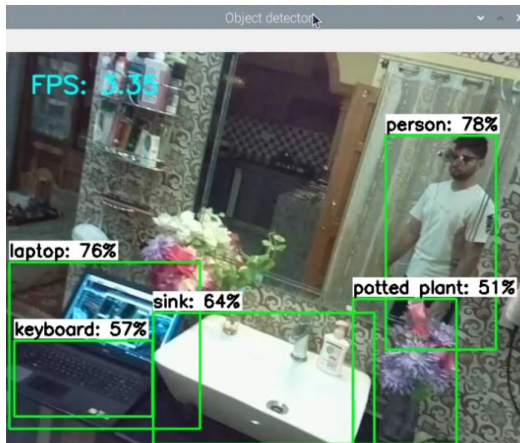 Object detector
FPS: 3.35
person: 78%
laptop: 76%
potted plant: 51%
sink: 64%
keyboard: 57%